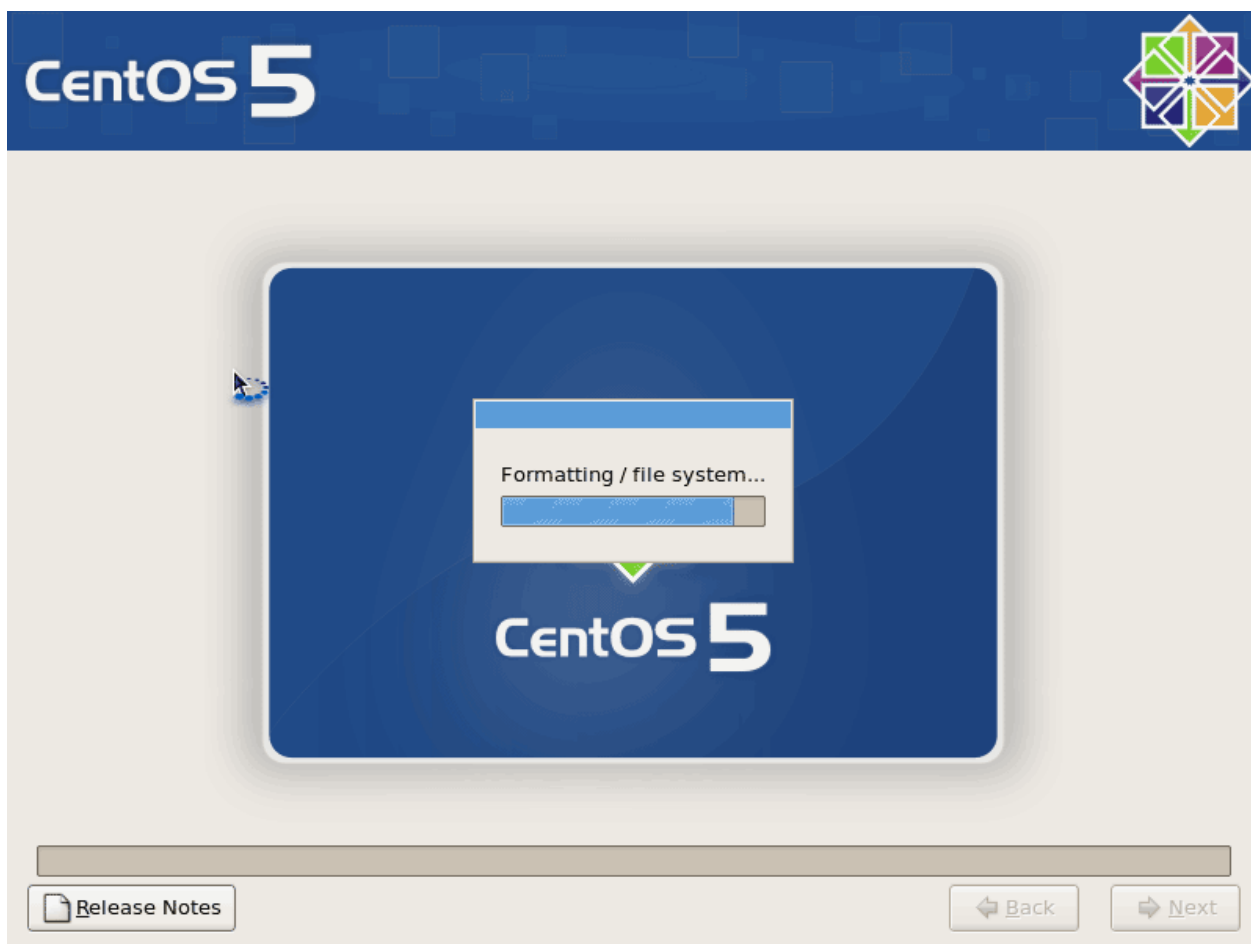 CentOS 5
Formatting / file system...
CentOS 5
Release Notes
Back
Next